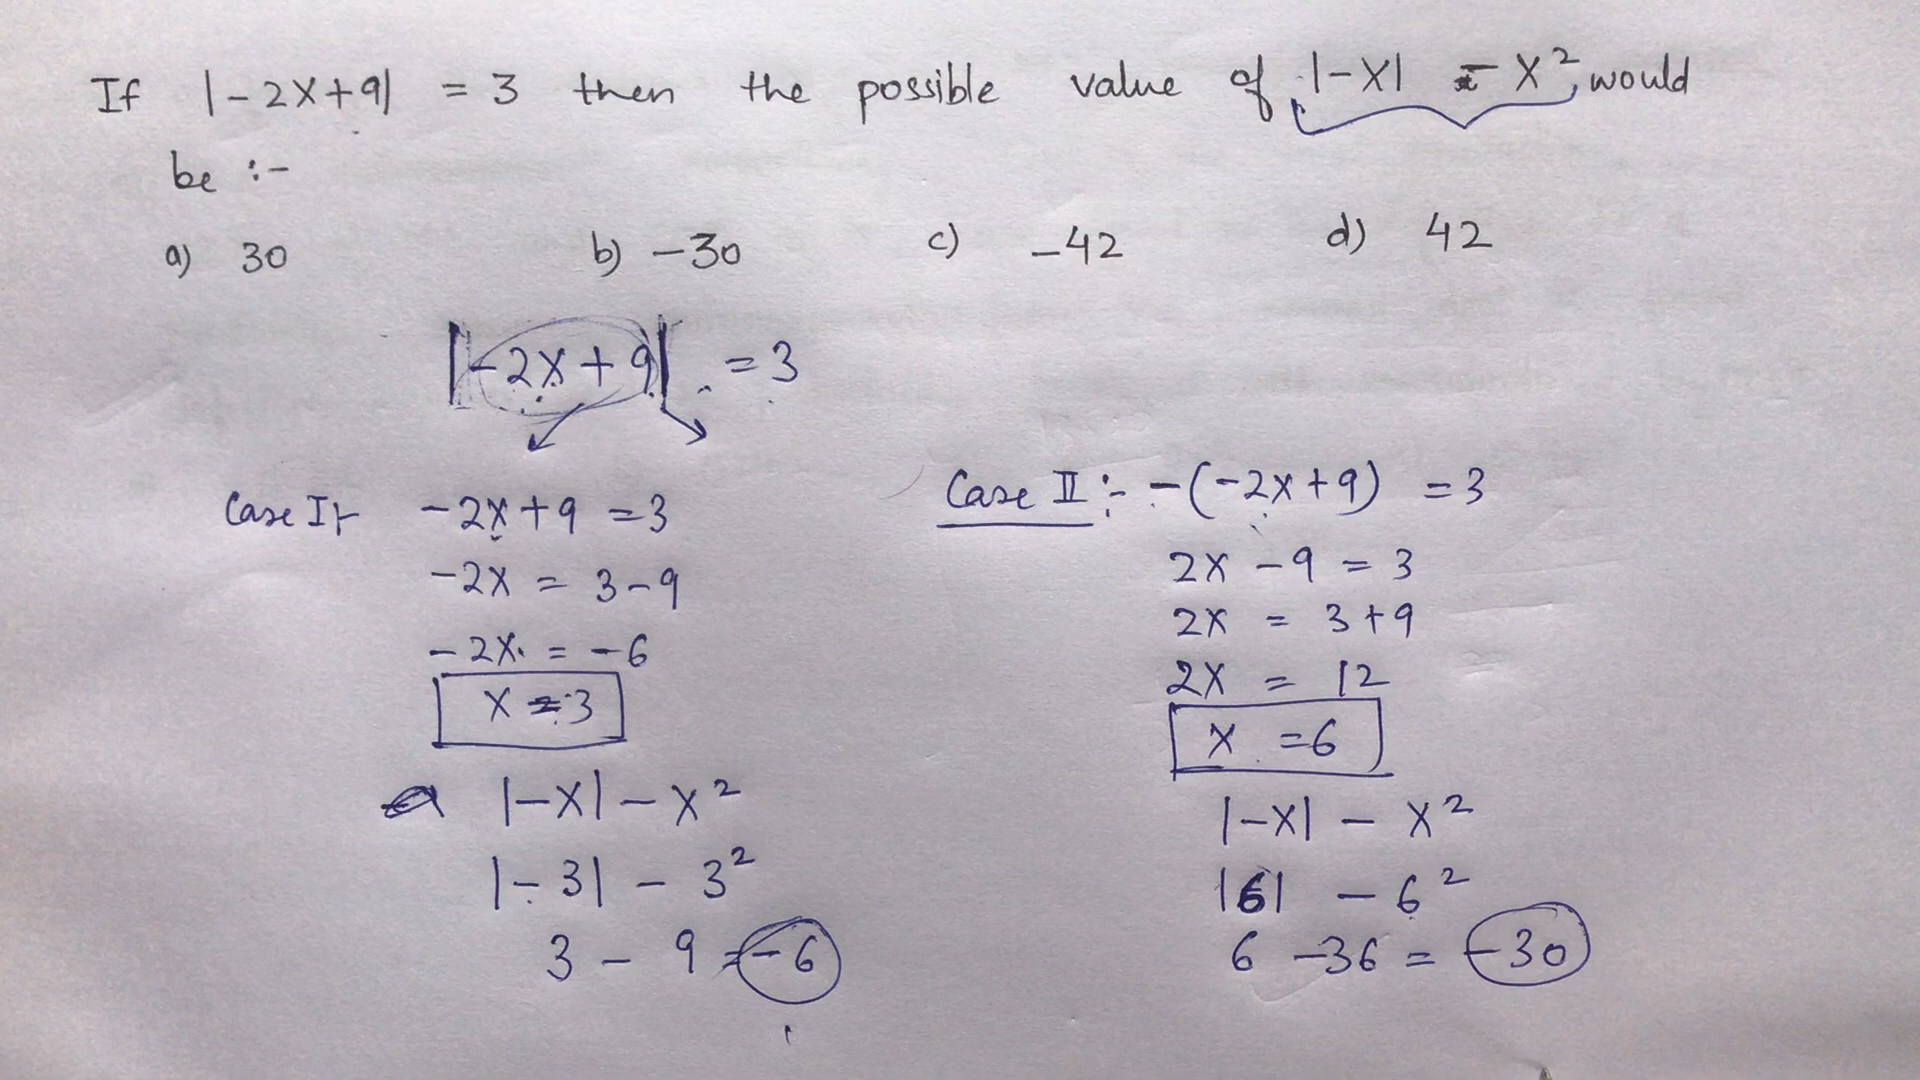 If |-2x+9| = 3 then the possible value of |-x| - x² would
be :-
a) 30 b) -30 c) -42 d) 42
|-2x+9| = 3
Case I :- -2x+9 = 3
-2x = 3-9
-2x = -6
x = 3
|-x| - x²
|-3| - 3²
3 - 9 = -6
Case II :- -(-2x+9) = 3
2x - 9 = 3
2x = 3+9
2x = 12
x = 6
|-x| - x²
|6| - 6²
6 - 36 = -30